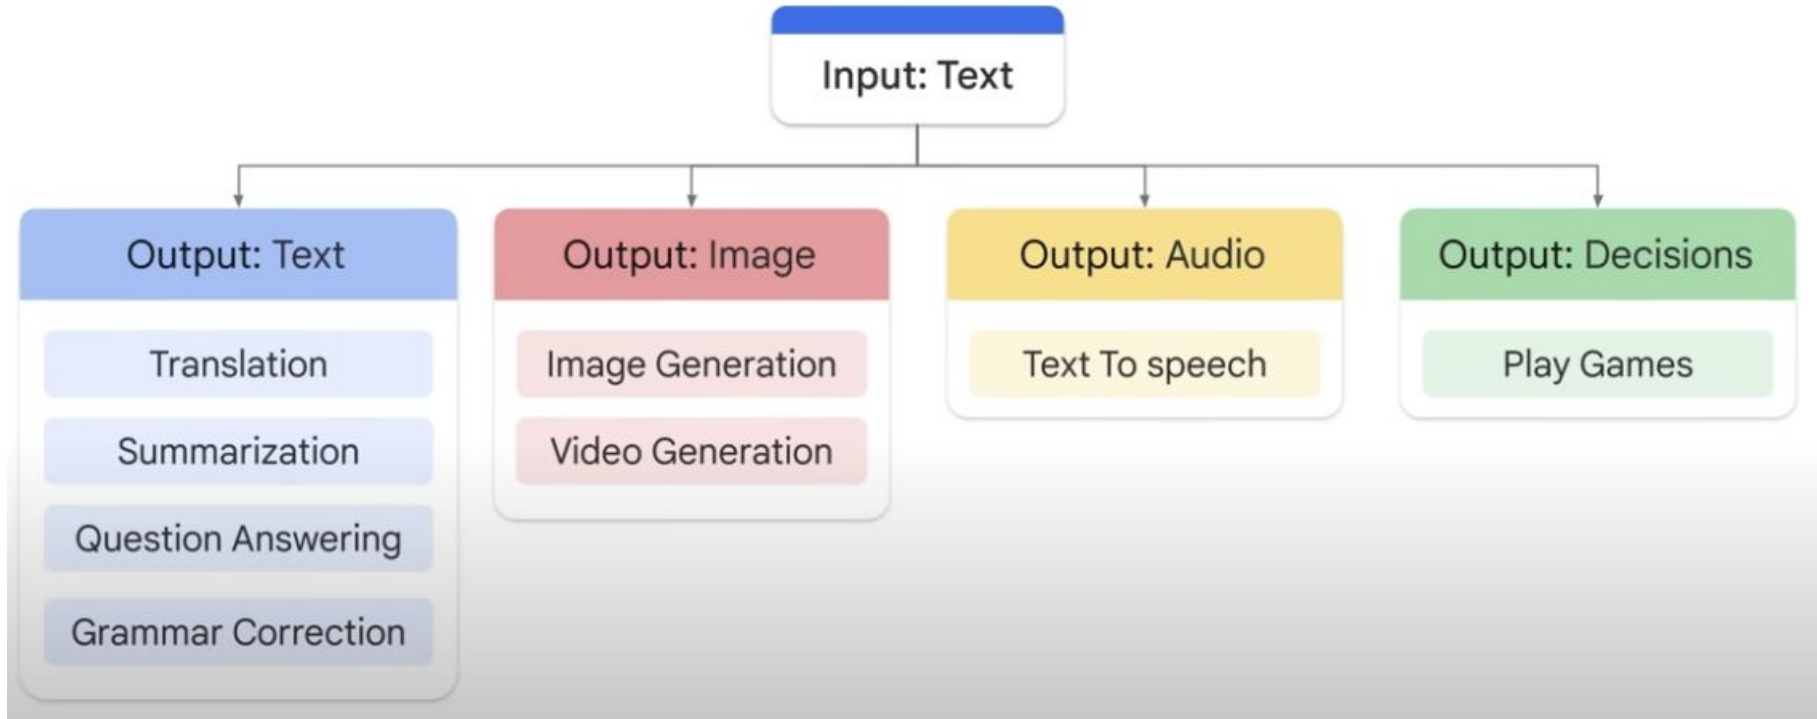 Input: Text
Output: Text
Translation
Summarization
Question Answering
Grammar Correction
Output: Image
Image Generation
Video Generation
Output: Audio
Text To speech
Output: Decisions
Play Games